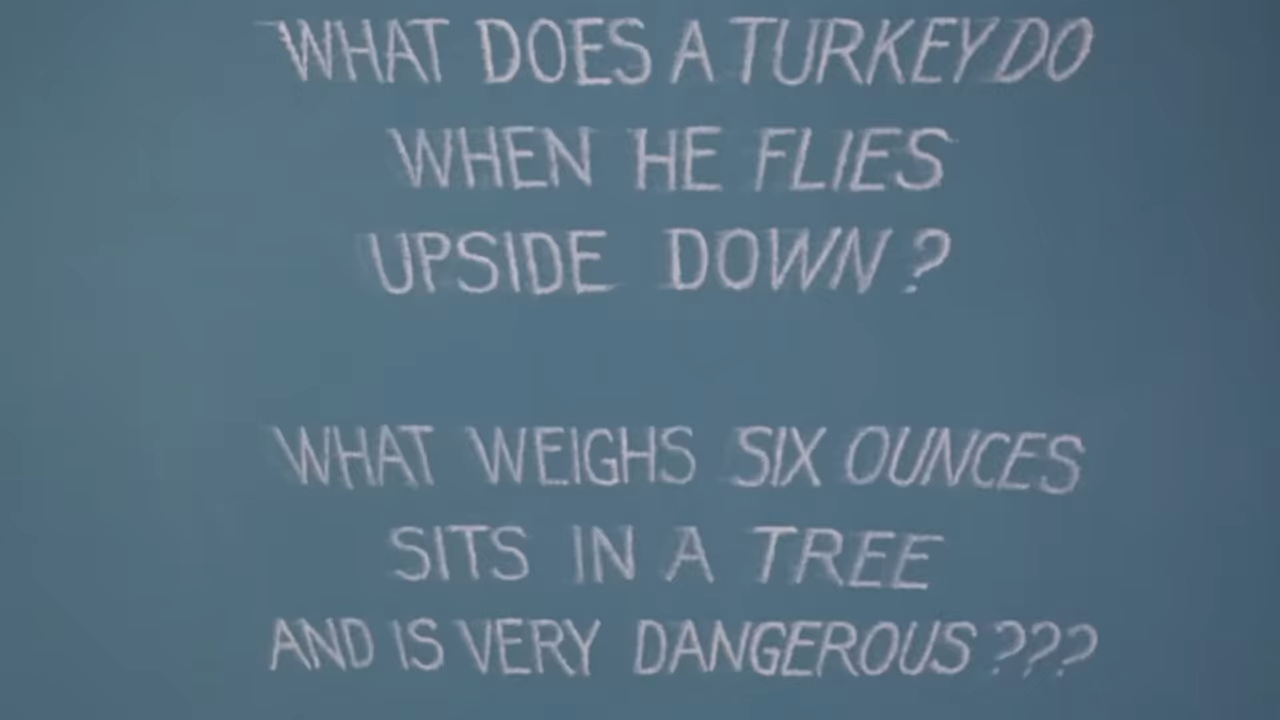 WHAT DOES A TURKEY DO
WHEN HE FLIES
UPSIDE DOWN?
WHAT WEIGHS SIX OUNCES
SITS IN A TREE
AND IS VERY DANGEROUS???